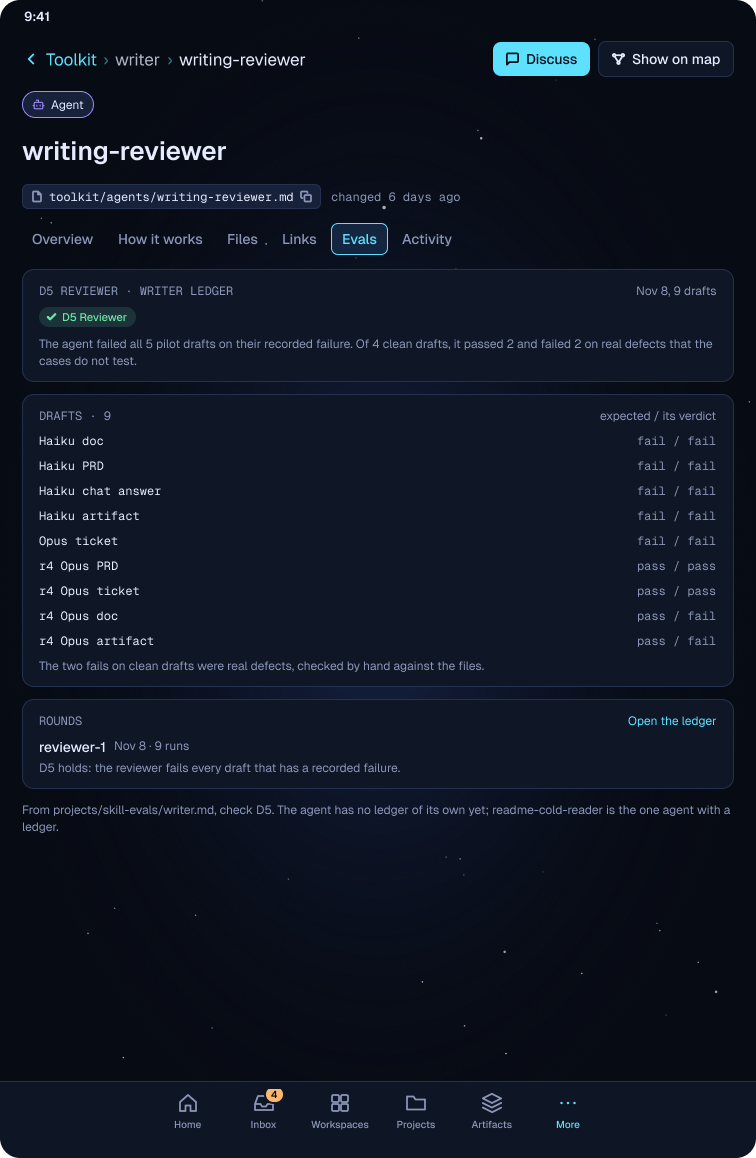 9:41
Toolkit › writer › writing-reviewer
Discuss
Show on map
Agent
writing-reviewer
toolkit/agents/writing-reviewer.md changed 6 days ago
Overview How it works Files Links Evals Activity
D5 REVIEWER · WRITER LEDGER Nov 8, 9 drafts
D5 Reviewer
The agent failed all 5 pilot drafts on their recorded failure. Of 4 clean drafts, it passed 2 and failed 2 on real defects that the
cases do not test.
DRAFTS · 9 expected / its verdict
Haiku doc fail / fail
Haiku PRD fail / fail
Haiku chat answer fail / fail
Haiku artifact fail / fail
Opus ticket fail / fail
r4 Opus PRD pass / pass
r4 Opus ticket pass / pass
r4 Opus doc pass / fail
r4 Opus artifact pass / fail
The two fails on clean drafts were real defects, checked by hand against the files.
ROUNDS Open the ledger
reviewer-1 Nov 8 · 9 runs
D5 holds: the reviewer fails every draft that has a recorded failure.
From projects/skill-evals/writer.md, check D5. The agent has no ledger of its own yet; readme-cold-reader is the one agent with a
ledger.
4
Home Inbox Workspaces Projects Artifacts More